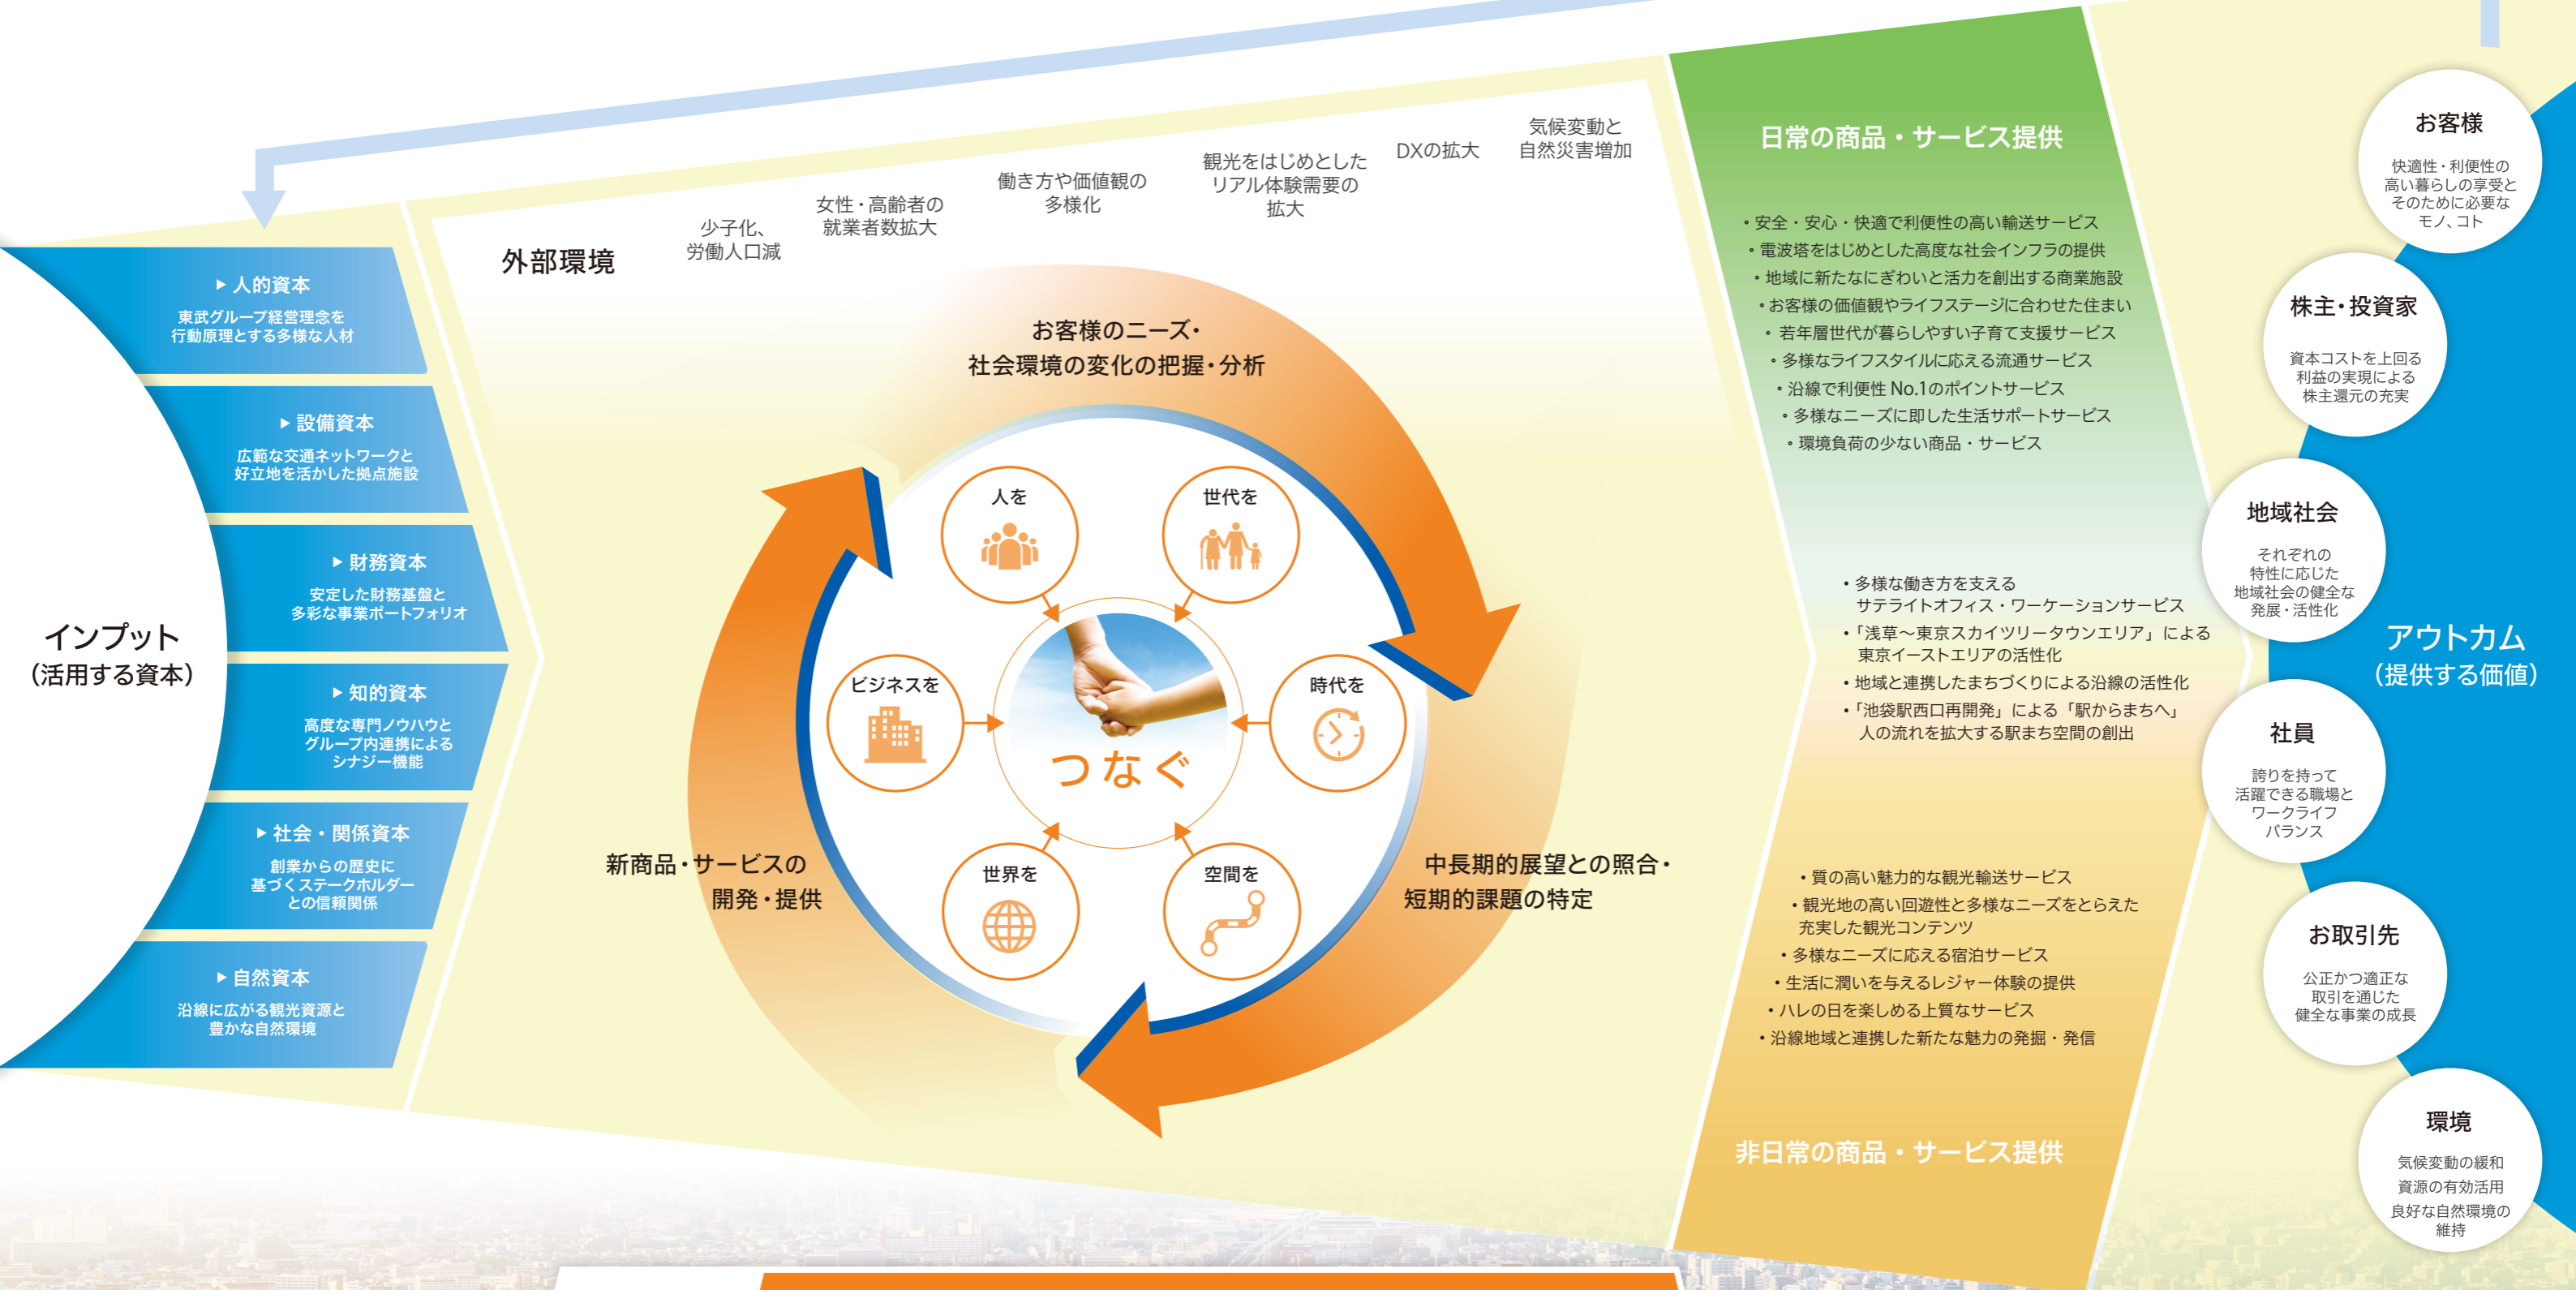 インプット
（活用する資本）
▶人的資本
東武グループ経営理念を
行動原理とする多様な人材
▶設備資本
広範な交通ネットワークと
好立地を活かした拠点施設
▶財務資本
安定した財務基盤と
多彩な事業ポートフォリオ
▶知的資本
高度な専門ノウハウと
グループ内連携による
シナジー機能
▶社会・関係資本
創業からの歴史に
基づくステークホルダー
との信頼関係
▶自然資本
沿線に広がる観光資源と
豊かな自然環境
外部環境
少子化、
労働人口減
女性・高齢者の
就業者数拡大
働き方や価値観の
多様化
観光をはじめとした
リアル体験需要の
拡大
DXの拡大
気候変動と
自然災害増加
お客様のニーズ・
社会環境の変化の把握・分析
中長期的展望との照合・
短期的課題の特定
新商品・サービスの
開発・提供
人を
世代を
ビジネスを
時代を
世界を
空間を
つなぐ
日常の商品・サービス提供
・安全・安心・快適で利便性の高い輸送サービス
・電波塔をはじめとした高度な社会インフラの提供
・地域に新たなにぎわいと活力を創出する商業施設
・お客様の価値観やライフステージに合わせた住まい
・若年層世代が暮らしやすい子育て支援サービス
・多様なライフスタイルに応える流通サービス
・沿線で利便性 No.1のポイントサービス
・多様なニーズに即した生活サポートサービス
・環境負荷の少ない商品・サービス
・多様な働き方を支える
サテライトオフィス・ワーケーションサービス
・「浅草～東京スカイツリータウンエリア」による
東京イーストエリアの活性化
・地域と連携したまちづくりによる沿線の活性化
・「池袋駅西口再開発」による「駅からまちへ」
人の流れを拡大する駅まち空間の創出
・質の高い魅力的な観光輸送サービス
・観光地の高い回遊性と多様なニーズをとらえた
充実した観光コンテンツ
・多様なニーズに応える宿泊サービス
・生活に潤いを与えるレジャー体験の提供
・ハレの日を楽しめる上質なサービス
・沿線地域と連携した新たな魅力の発掘・発信
非日常の商品・サービス提供
アウトカム
（提供する価値）
お客様
快適性・利便性の
高い暮らしの享受と
そのために必要な
モノ、コト
株主・投資家
資本コストを上回る
利益の実現による
株主還元の充実
地域社会
それぞれの
特性に応じた
地域社会の健全な
発展・活性化
社員
誇りを持って
活躍できる職場と
ワークライフ
バランス
お取引先
公正かつ適正な
取引を通じた
健全な事業の成長
環境
気候変動の緩和
資源の有効活用
良好な自然環境の
維持